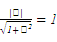 |□| / √1+□² = 1